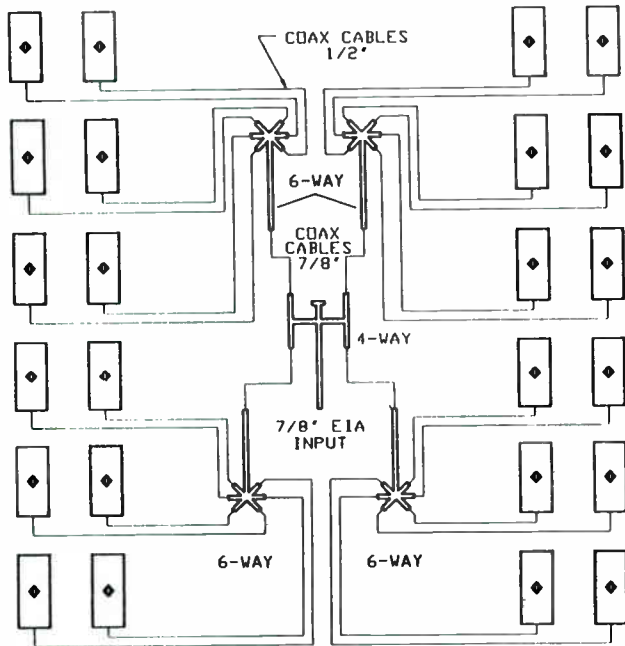 COAX CABLES
1/2"
6-WAY
COAX
CABLES
7/8"
4-WAY
7/8" EIA
INPUT
6-WAY
6-WAY